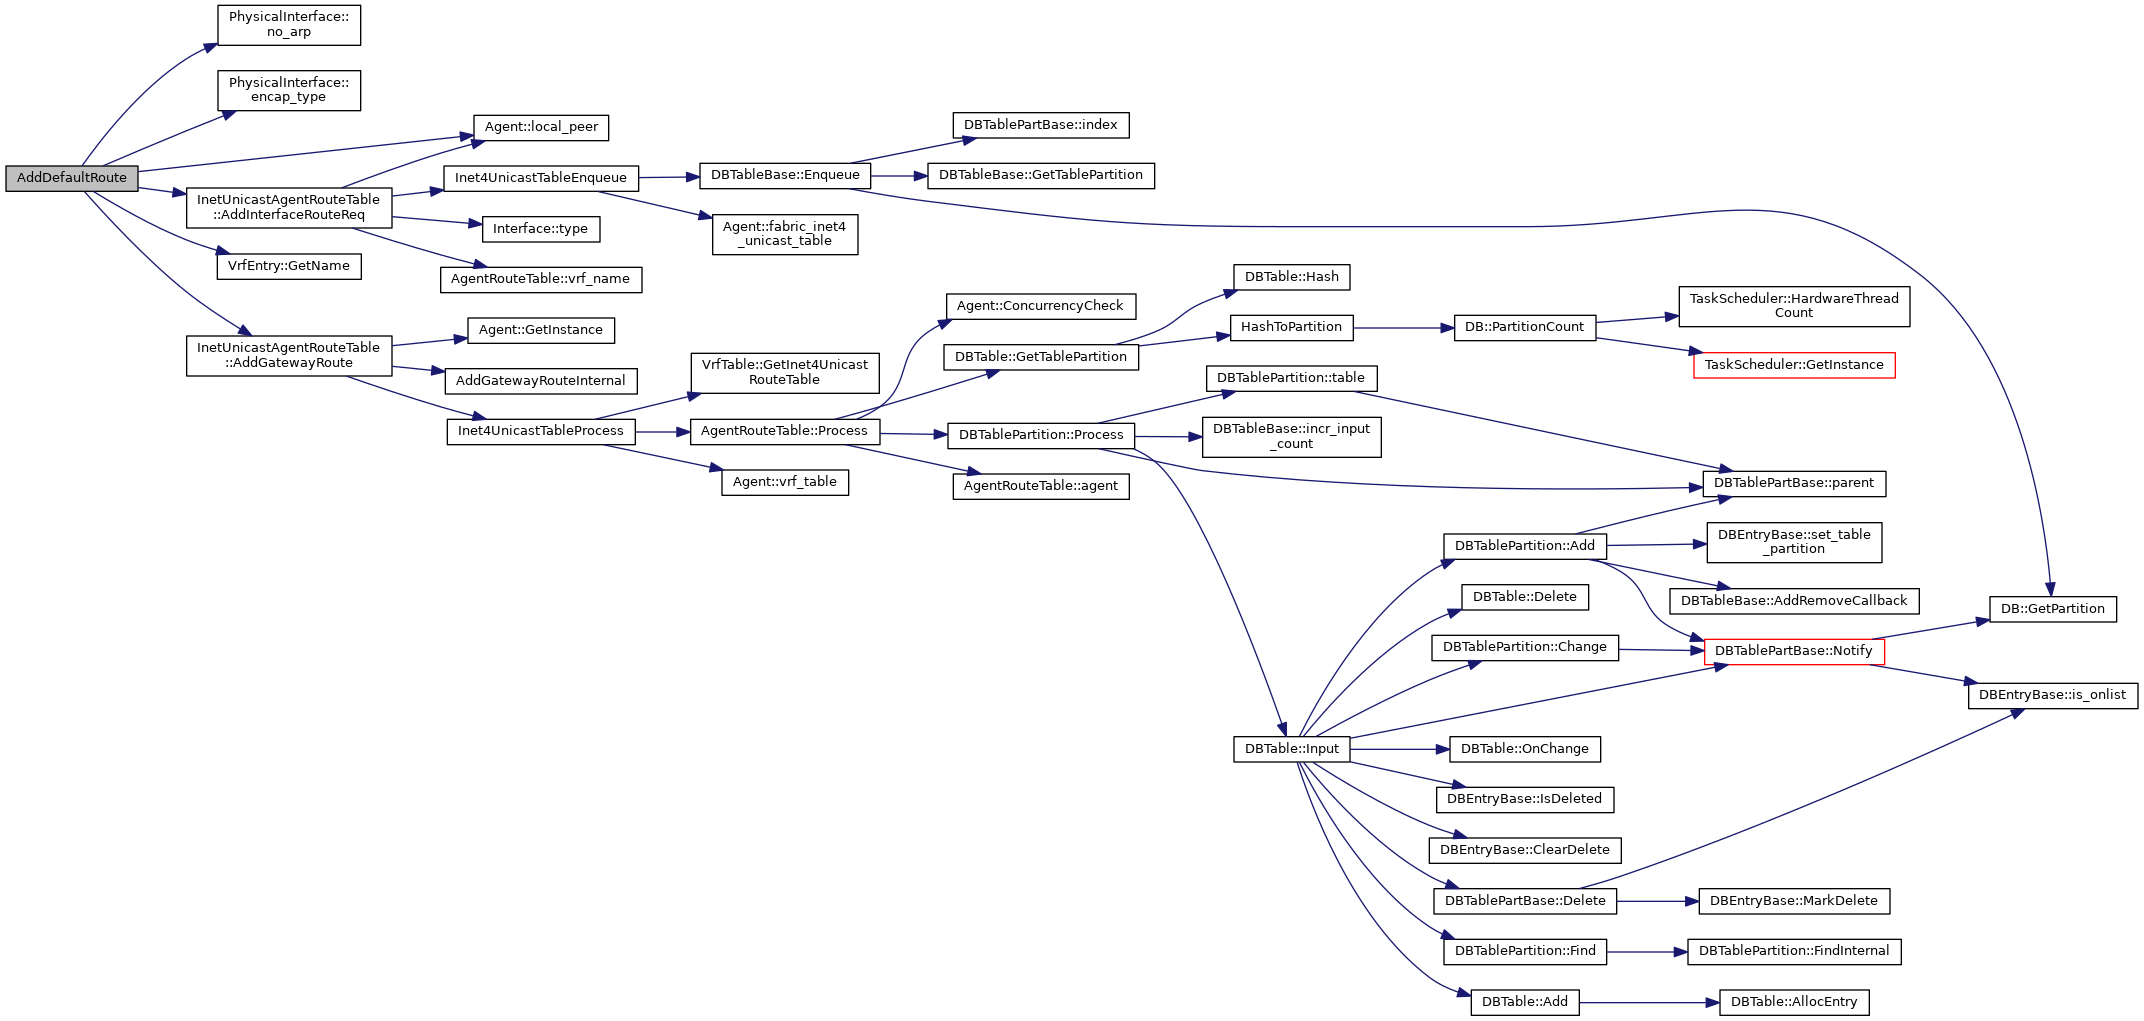 AddDefaultRoute
PhysicalInterface::
no_arp
PhysicalInterface::
encap_type
Agent::local_peer
InetUnicastAgentRouteTable
::AddInterfaceRouteReq
VrfEntry::GetName
InetUnicastAgentRouteTable
::AddGatewayRoute
Inet4UnicastTableEnqueue
Interface::type
AgentRouteTable::vrf_name
Agent::GetInstance
AddGatewayRouteInternal
Inet4UnicastTableProcess
DBTableBase::Enqueue
Agent::fabric_inet4
_unicast_table
VrfTable::GetInet4Unicast
RouteTable
AgentRouteTable::Process
Agent::vrf_table
DBTablePartBase::index
DBTableBase::GetTablePartition
Agent::ConcurrencyCheck
DBTable::GetTablePartition
DBTablePartition::Process
AgentRouteTable::agent
DBTable::Hash
HashToPartition
DBTablePartition::table
DBTableBase::incr_input
_count
DBTable::Input
DB::PartitionCount
TaskScheduler::HardwareThread
Count
TaskScheduler::GetInstance
DBTablePartBase::parent
DBTablePartition::Add
DBTable::Delete
DBTablePartition::Change
DBTable::OnChange
DBEntryBase::IsDeleted
DBEntryBase::ClearDelete
DBTablePartBase::Delete
DBTablePartition::Find
DBTable::Add
DBEntryBase::set_table
_partition
DBTableBase::AddRemoveCallback
DBTablePartBase::Notify
DBEntryBase::MarkDelete
DBTablePartition::FindInternal
DBTable::AllocEntry
DB::GetPartition
DBEntryBase::is_onlist